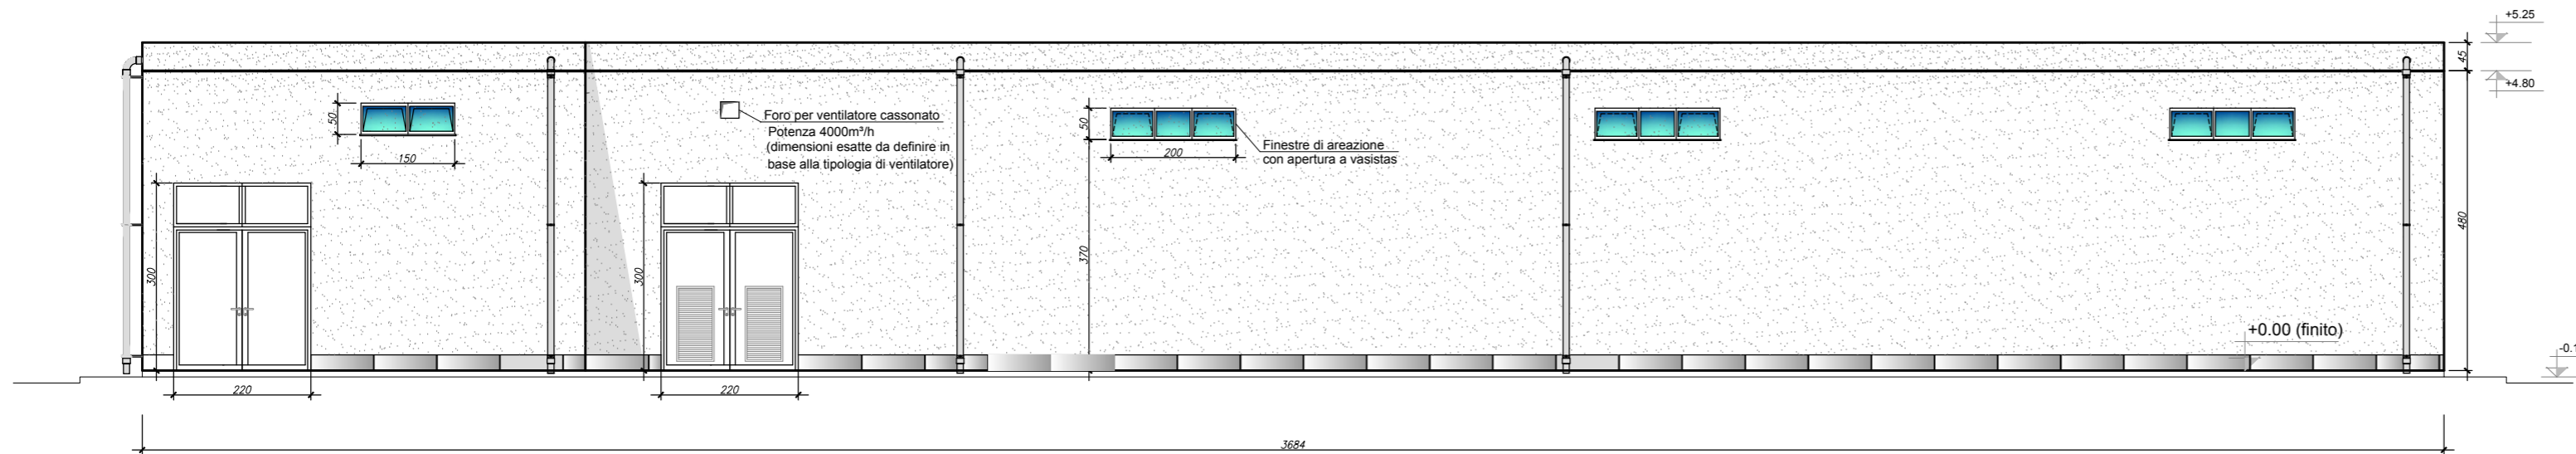 +5.25
45
+4.80
50
150
Foro per ventilatore cassonato
Potenza 4000m³/h
(dimensioni esatte da definire in
base alla tipologia di ventilatore)
50
200
Finestre di areazione
con apertura a vasistas
300
300
370
480
+0.00 (finito)
220
220
3684